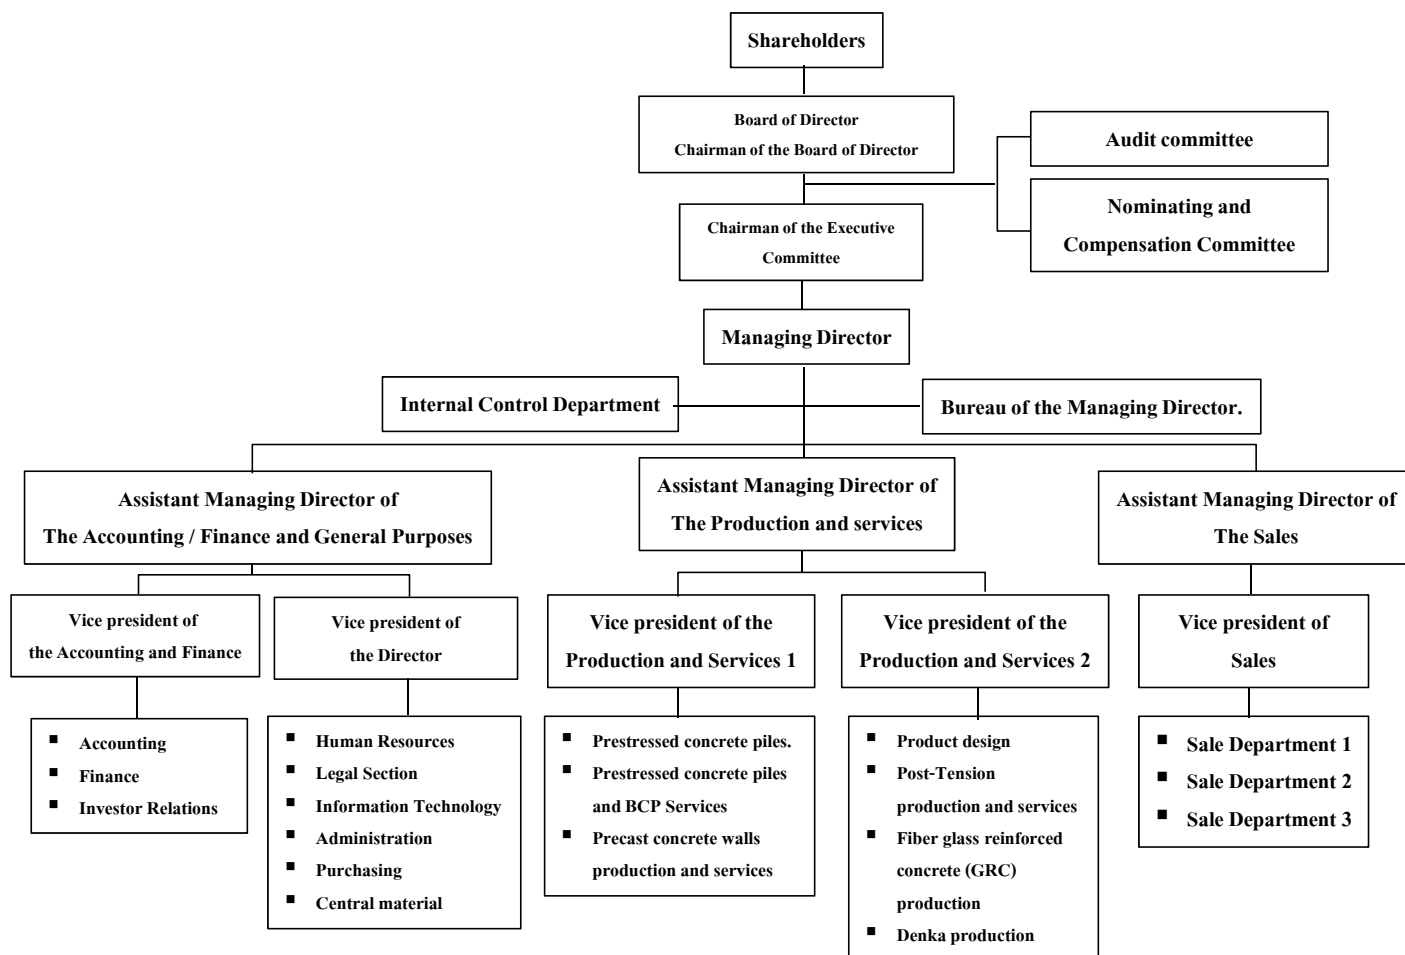 Shareholders
Board of Director
Chairman of the Board of Director
Audit committee
Nominating and
Compensation Committee
Chairman of the Executive
Committee
Managing Director
Internal Control Department
Bureau of the Managing Director.
Assistant Managing Director of
The Accounting / Finance and General Purposes
Assistant Managing Director of
The Production and services
Assistant Managing Director of
The Sales
Vice president of
the Accounting and Finance
Vice president of
the Director
Vice president of the
Production and Services 1
Vice president of the
Production and Services 2
Vice president of
Sales
▪ Accounting
▪ Finance
▪ Investor Relations
▪ Human Resources
▪ Legal Section
▪ Information Technology
▪ Administration
▪ Purchasing
▪ Central material
▪ Prestressed concrete piles.
▪ Prestressed concrete piles
and BCP Services
▪ Precast concrete walls
production and services
▪ Product design
▪ Post-Tension
production and services
▪ Fiber glass reinforced
concrete (GRC)
production
▪ Denka production
▪ Sale Department 1
▪ Sale Department 2
▪ Sale Department 3